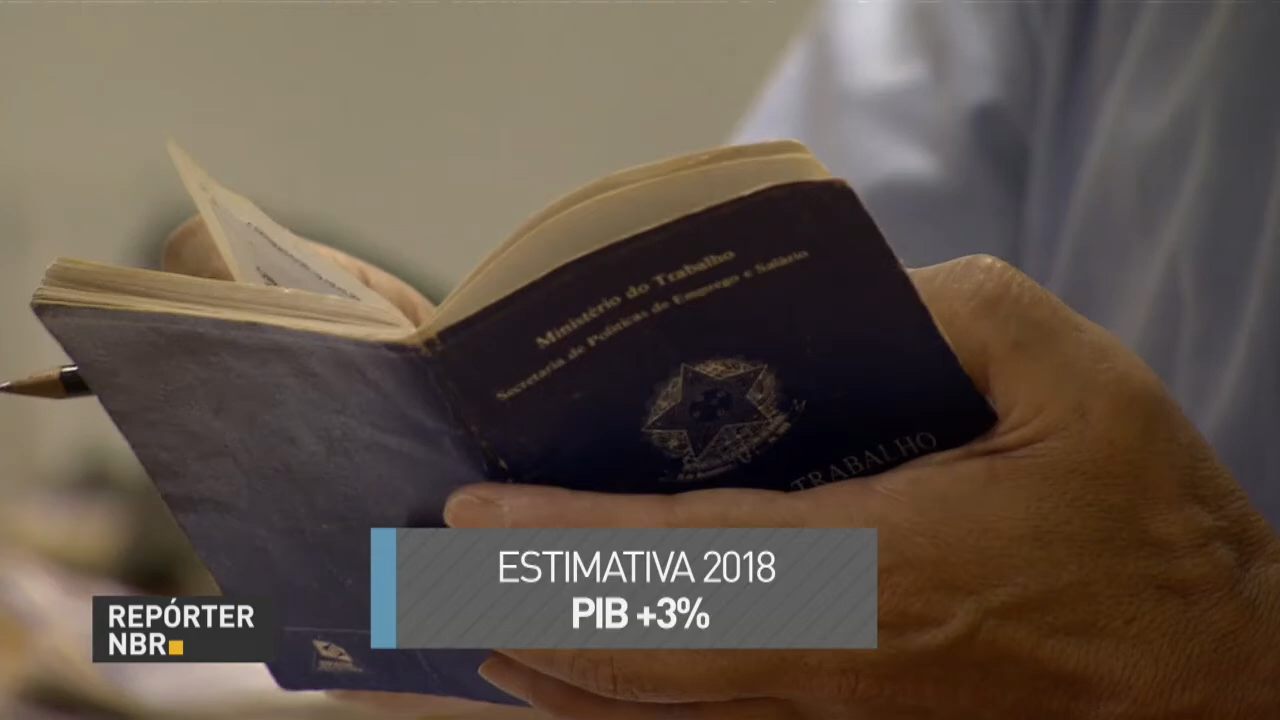 Ministério do Trabalho
Secretaria de Políticas de Emprego e Salário
TRABALHO
ESTIMATIVA 2018
PIB +3%
REPÓRTER
NBR